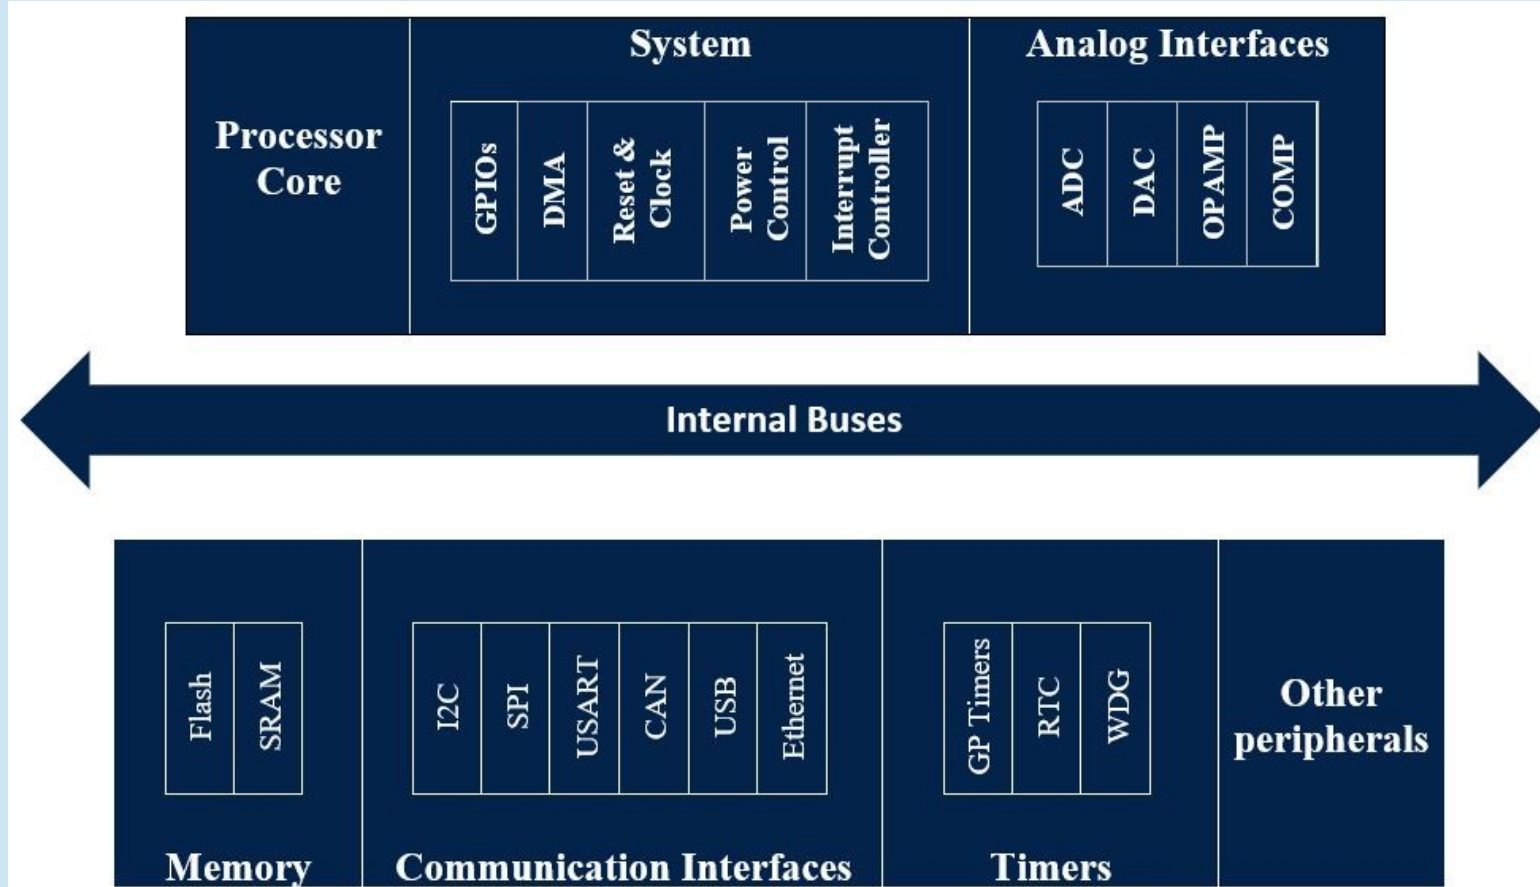 Processor
Core
System
GPIOs
DMA
Reset &
Clock
Power
Control
Interrupt
Controller
Analog Interfaces
ADC
DAC
OPAMP
COMP
Internal Buses
Flash
SRAM
Memory
I2C
SPI
USART
CAN
USB
Ethernet
Communication Interfaces
GP Timers
RTC
WDG
Timers
Other
peripherals